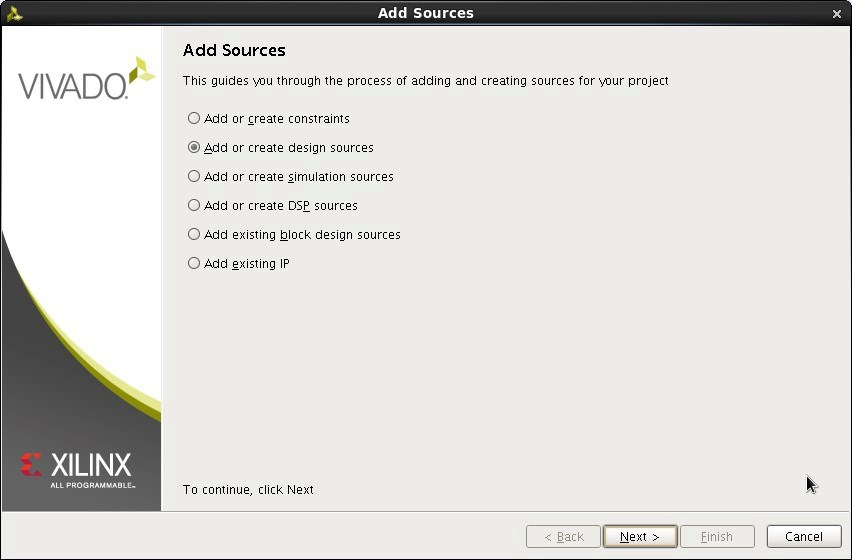 Add Sources
VIVADO.
Add Sources
This guides you through the process of adding and creating sources for your project
Add or create constraints
Add or create design sources
Add or create simulation sources
Add or create DSP sources
Add existing block design sources
Add existing IP
XILINX
ALL PROGRAMMABLE™
To continue, click Next
< Back
Next >
Finish
Cancel